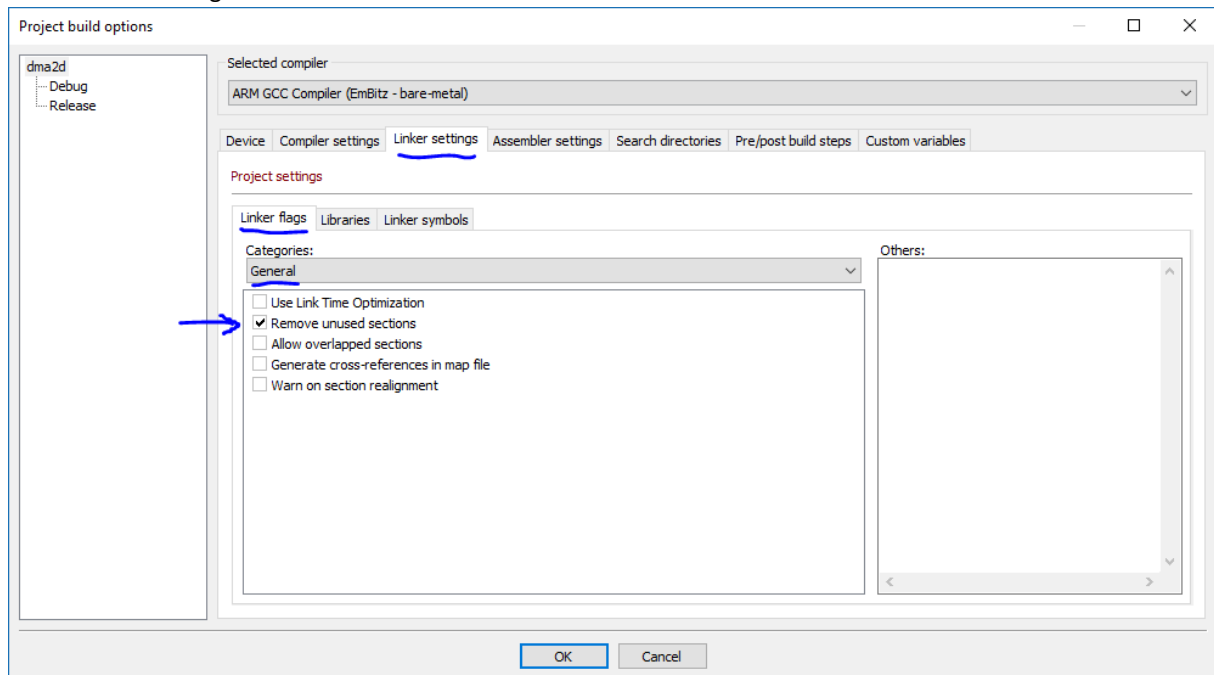 Project build options
dma2d
Debug
Release
Selected compiler
ARM GCC Compiler (EmBitz - bare-metal)
Device Compiler settings Linker settings Assembler settings Search directories Pre/post build steps Custom variables
Project settings
Linker flags Libraries Linker symbols
Categories:
General
Others:
Use Link Time Optimization
Remove unused sections
Allow overlapped sections
Generate cross-references in map file
Warn on section realignment
OK Cancel